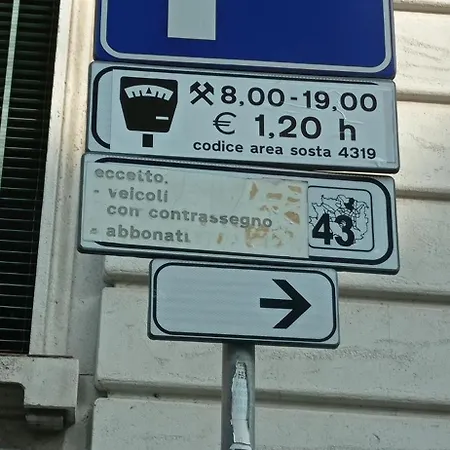 8,00-19,00
€ 1,20 h
codice area sosta 4319
eccetto.
- veicoli
con contrassegno
- abbonati
43